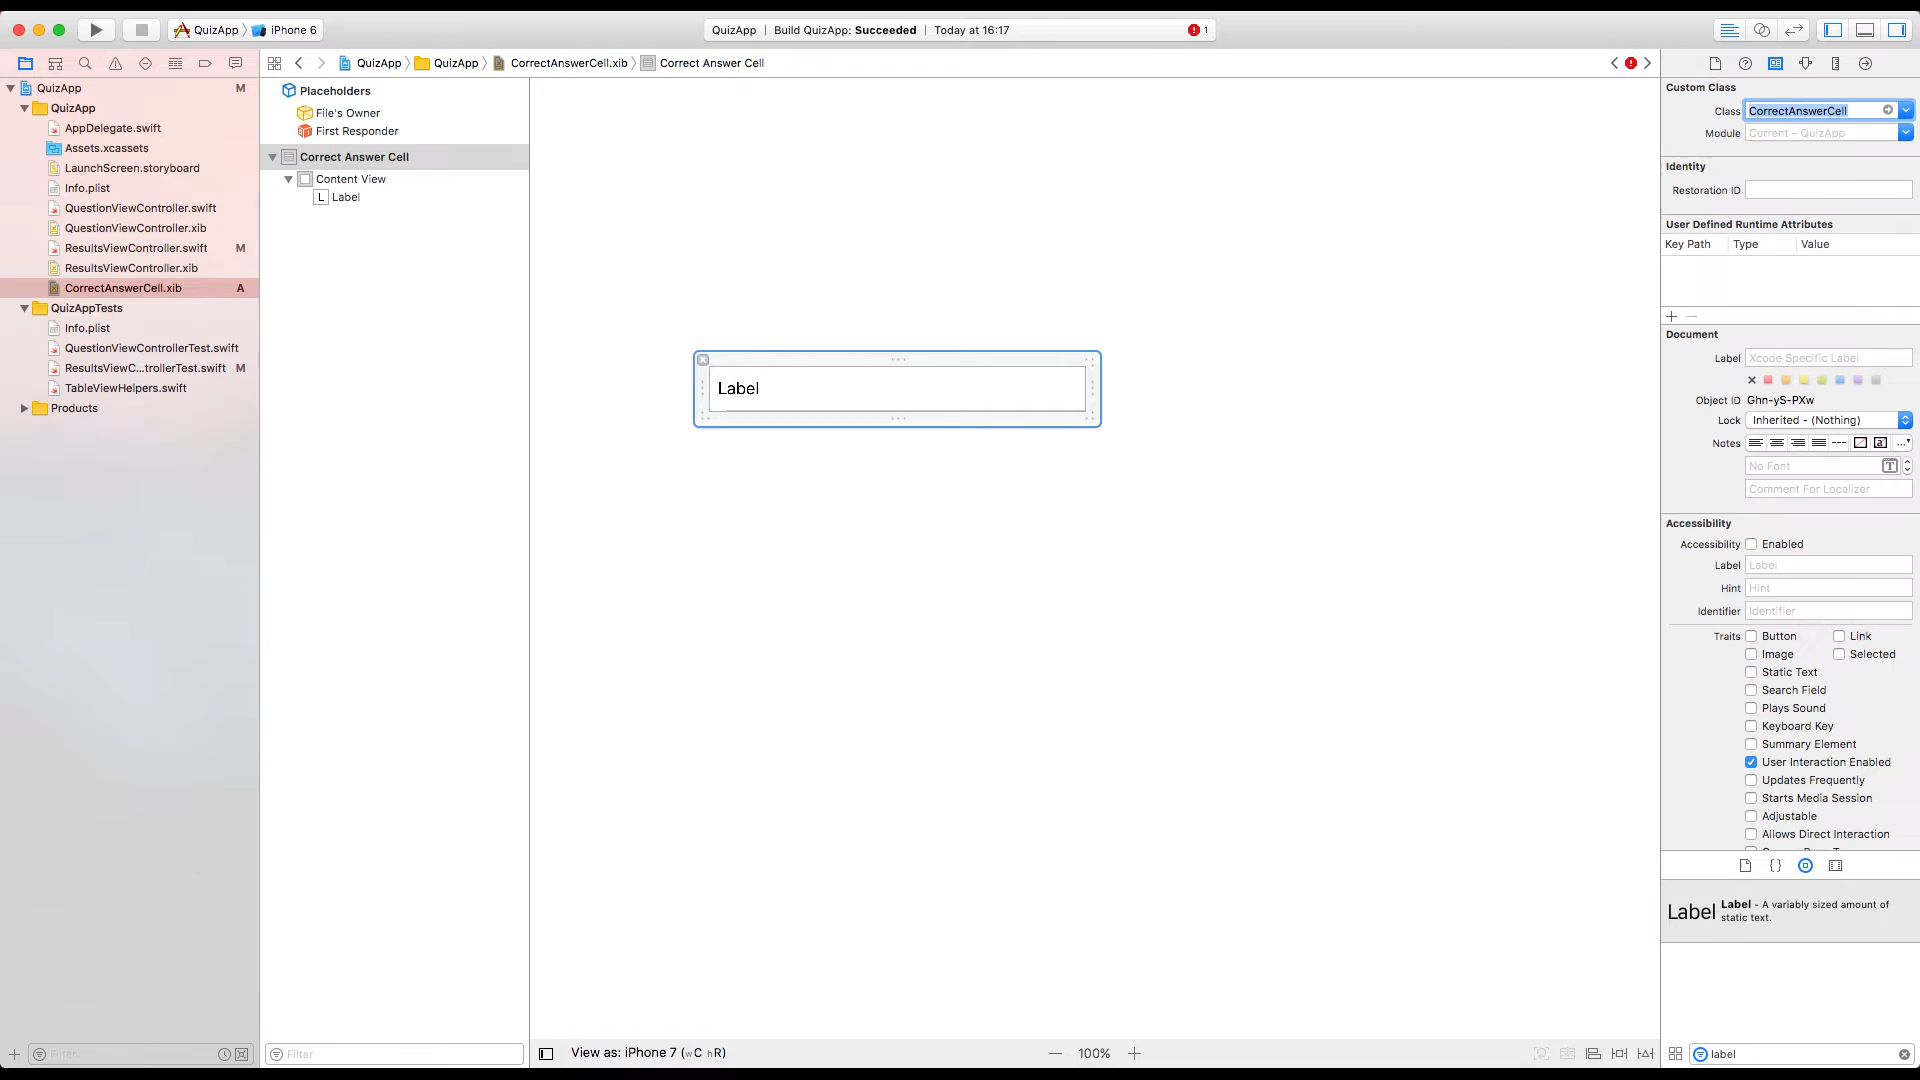 QuizApp
iPhone 6
QuizApp | Build QuizApp: Succeeded | Today at 16:17
1
QuizApp
QuizApp
CorrectAnswerCell.xib
Correct Answer Cell
QuizApp M
QuizApp
AppDelegate.swift
Assets.xcassets
LaunchScreen.storyboard
Info.plist
QuestionViewController.swift
QuestionViewController.xib
ResultsViewController.swift M
ResultsViewController.xib
CorrectAnswerCell.xib A
QuizAppTests
Info.plist
QuestionViewControllerTest.swift
ResultsViewC...trollerTest.swift M
TableViewHelpers.swift
Products
Filter
Placeholders
File's Owner
First Responder
Correct Answer Cell
Content View
L Label
Filter
Label
View as: iPhone 7 (wC hR)
100%
Custom Class
Class CorrectAnswerCell
Module Current – QuizApp
Identity
Restoration ID
User Defined Runtime Attributes
Key Path Type Value
Document
Label Xcode Specific Label
Object ID Ghn-yS-PXw
Lock Inherited - (Nothing)
Notes
No Font
Comment For Localizer
Accessibility
Accessibility Enabled
Label Label
Hint Hint
Identifier Identifier
Traits Button Link
Image Selected
Static Text
Search Field
Plays Sound
Keyboard Key
Summary Element
User Interaction Enabled
Updates Frequently
Starts Media Session
Adjustable
Allows Direct Interaction
Label Label - A variably sized amount of
static text.
label